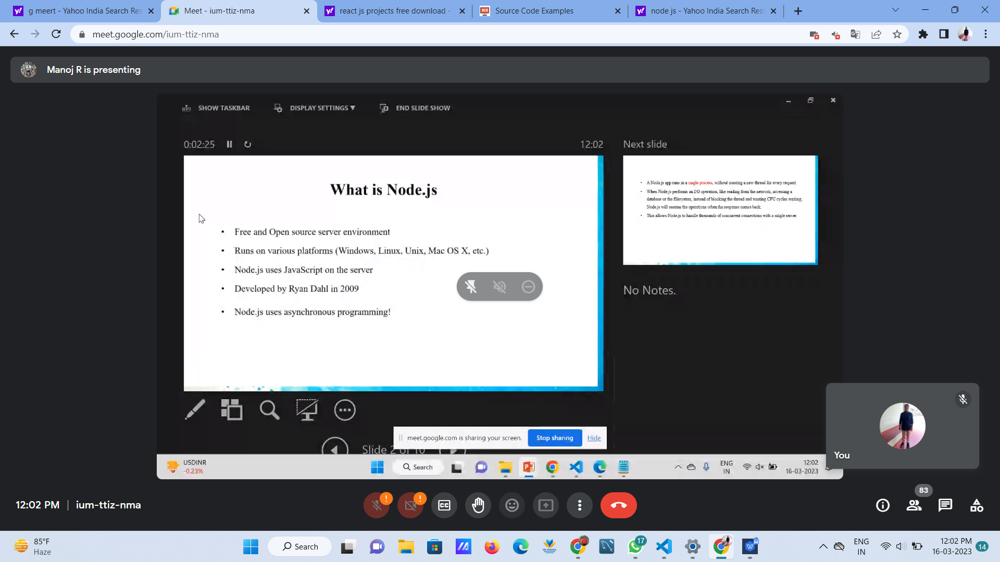 g meert - Yahoo India Search Res
Meet - ium-ttiz-nma
react js projects free download -
Source Code Examples
node js - Yahoo India Search Res
meet.google.com/ium-ttiz-nma
Manoj R is presenting
SHOW TASKBAR
DISPLAY SETTINGS ▼
END SLIDE SHOW
0:02:25
12:02
Next slide
What is Node.js
• Free and Open source server environment
• Runs on various platforms (Windows, Linux, Unix, Mac OS X, etc.)
• Node.js uses JavaScript on the server
• Developed by Ryan Dahl in 2009
• Node.js uses asynchronous programming!
• A Node.js app runs in a single process, without creating a new thread for every request.
• When Node.js performs an I/O operation, like reading from the network, accessing a
database or the filesystem, instead of blocking the thread and wasting CPU cycles waiting,
Node.js will resume the operations when the response comes back.
• This allows Node.js to handle thousands of concurrent connections with a single server
No Notes.
meet.google.com is sharing your screen.
Stop sharing
Hide
Slide 2 of 10
You
USDINR
-0.23%
Search
ENG
IN
12:02
16-03-2023
12:02 PM | ium-ttiz-nma
83
85°F
Haze
Search
17
ENG
IN
12:02 PM
16-03-2023
14